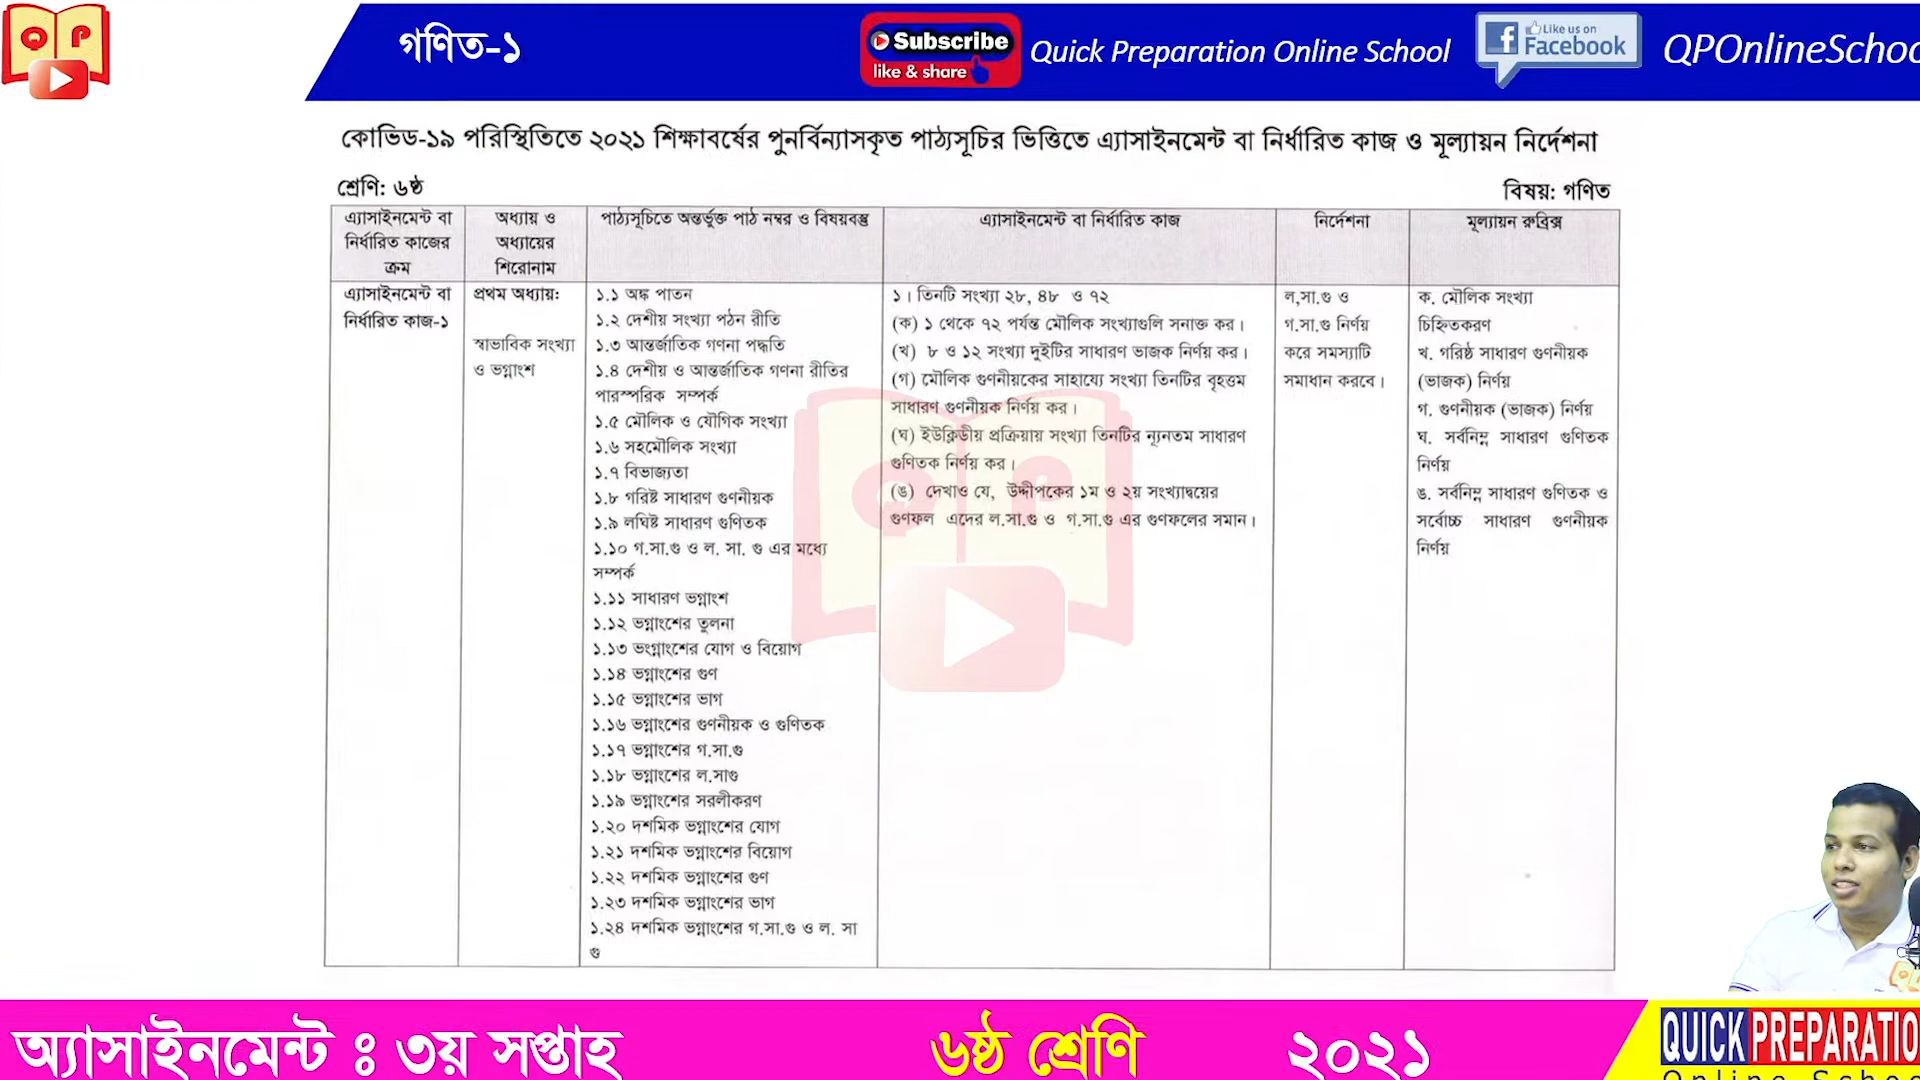 Q P
গণিত-১
Subscribe
like & share
Quick Preparation Online School
Like us on
Facebook
QPOnlineSchoo
কোভিড-১৯ পরিস্থিতিতে ২০২১ শিক্ষাবর্ষের পুনর্বিন্যাসকৃত পাঠ্যসূচির ভিত্তিতে এ্যাসাইনমেন্ট বা নির্ধারিত কাজ ও মূল্যায়ন নির্দেশনা
শ্রেণি: ৬ষ্ঠ
বিষয়: গণিত
এ্যাসাইনমেন্ট বা
নির্ধারিত কাজের
ক্রম
অধ্যায় ও
অধ্যায়ের
শিরোনাম
পাঠ্যসূচিতে অন্তর্ভুক্ত পাঠ নম্বর ও বিষয়বস্তু
এ্যাসাইনমেন্ট বা নির্ধারিত কাজ
নির্দেশনা
মূল্যায়ন রুব্রিক্স
এ্যাসাইনমেন্ট বা
নির্ধারিত কাজ-১
প্রথম অধ্যায়:
স্বাভাবিক সংখ্যা
ও ভগ্নাংশ
১.১ অঙ্ক পাতন
১.২ দেশীয় সংখ্যা পঠন রীতি
১.৩ আন্তর্জাতিক গণনা পদ্ধতি
১.৪ দেশীয় ও আন্তর্জাতিক গণনা রীতির
পারস্পরিক সম্পর্ক
১.৫ মৌলিক ও যৌগিক সংখ্যা
১.৬ সহমৌলিক সংখ্যা
১.৭ বিভাজ্যতা
১.৮ গরিষ্ট সাধারণ গুণনীয়ক
১.৯ লঘিষ্ট সাধারণ গুণিতক
১.১০ গ.সা.গু ও ল. সা. গু এর মধ্যে
সম্পর্ক
১.১১ সাধারণ ভগ্নাংশ
১.১২ ভগ্নাংশের তুলনা
১.১৩ ভংগ্নাংশের যোগ ও বিয়োগ
১.১৪ ভগ্নাংশের গুণ
১.১৫ ভগ্নাংশের ভাগ
১.১৬ ভগ্নাংশের গুণনীয়ক ও গুণিতক
১.১৭ ভগ্নাংশের গ.সা.গু
১.১৮ ভগ্নাংশের ল.সাগু
১.১৯ ভগ্নাংশের সরলীকরণ
১.২০ দশমিক ভগ্নাংশের যোগ
১.২১ দশমিক ভগ্নাংশের বিয়োগ
১.২২ দশমিক ভগ্নাংশের গুণ
১.২৩ দশমিক ভগ্নাংশের ভাগ
১.২৪ দশমিক ভগ্নাংশের গ.সা.গু ও ল. সা
গু
১। তিনটি সংখ্যা ২৮, ৪৮ ও ৭২
(ক) ১ থেকে ৭২ পর্যন্ত মৌলিক সংখ্যাগুলি সনাক্ত কর।
(খ) ৮ ও ১২ সংখ্যা দুইটির সাধারণ ভাজক নির্ণয় কর।
(গ) মৌলিক গুণনীয়কের সাহায্যে সংখ্যা তিনটির বৃহত্তম
সাধারণ গুণনীয়ক নির্ণয় কর।
(ঘ) ইউক্লিডীয় প্রক্রিয়ায় সংখ্যা তিনটির ন্যূনতম সাধারণ
গুণিতক নির্ণয় কর।
(ঙ) দেখাও যে, উদ্দীপকের ১ম ও ২য় সংখ্যাদ্বয়ের
গুণফল এদের ল.সা.গু ও গ.সা.গু এর গুণফলের সমান।
ল,সা.গু ও
গ.সা.গু নির্ণয়
করে সমস্যাটি
সমাধান করবে।
ক. মৌলিক সংখ্যা
চিহ্নিতকরণ
খ. গরিষ্ঠ সাধারণ গুণনীয়ক
(ভাজক) নির্ণয়
গ. গুণনীয়ক (ভাজক) নির্ণয়
ঘ. সর্বনিম্ন সাধারণ গুণিতক
নির্ণয়
ঙ. সর্বনিম্ন সাধারণ গুণিতক ও
সর্বোচ্চ সাধারণ গুণনীয়ক
নির্ণয়
অ্যাসাইনমেন্ট ঃ ৩য় সপ্তাহ
৬ষ্ঠ শ্রেণি
২০২১
QUICK PREPARATIO
Online Schoo